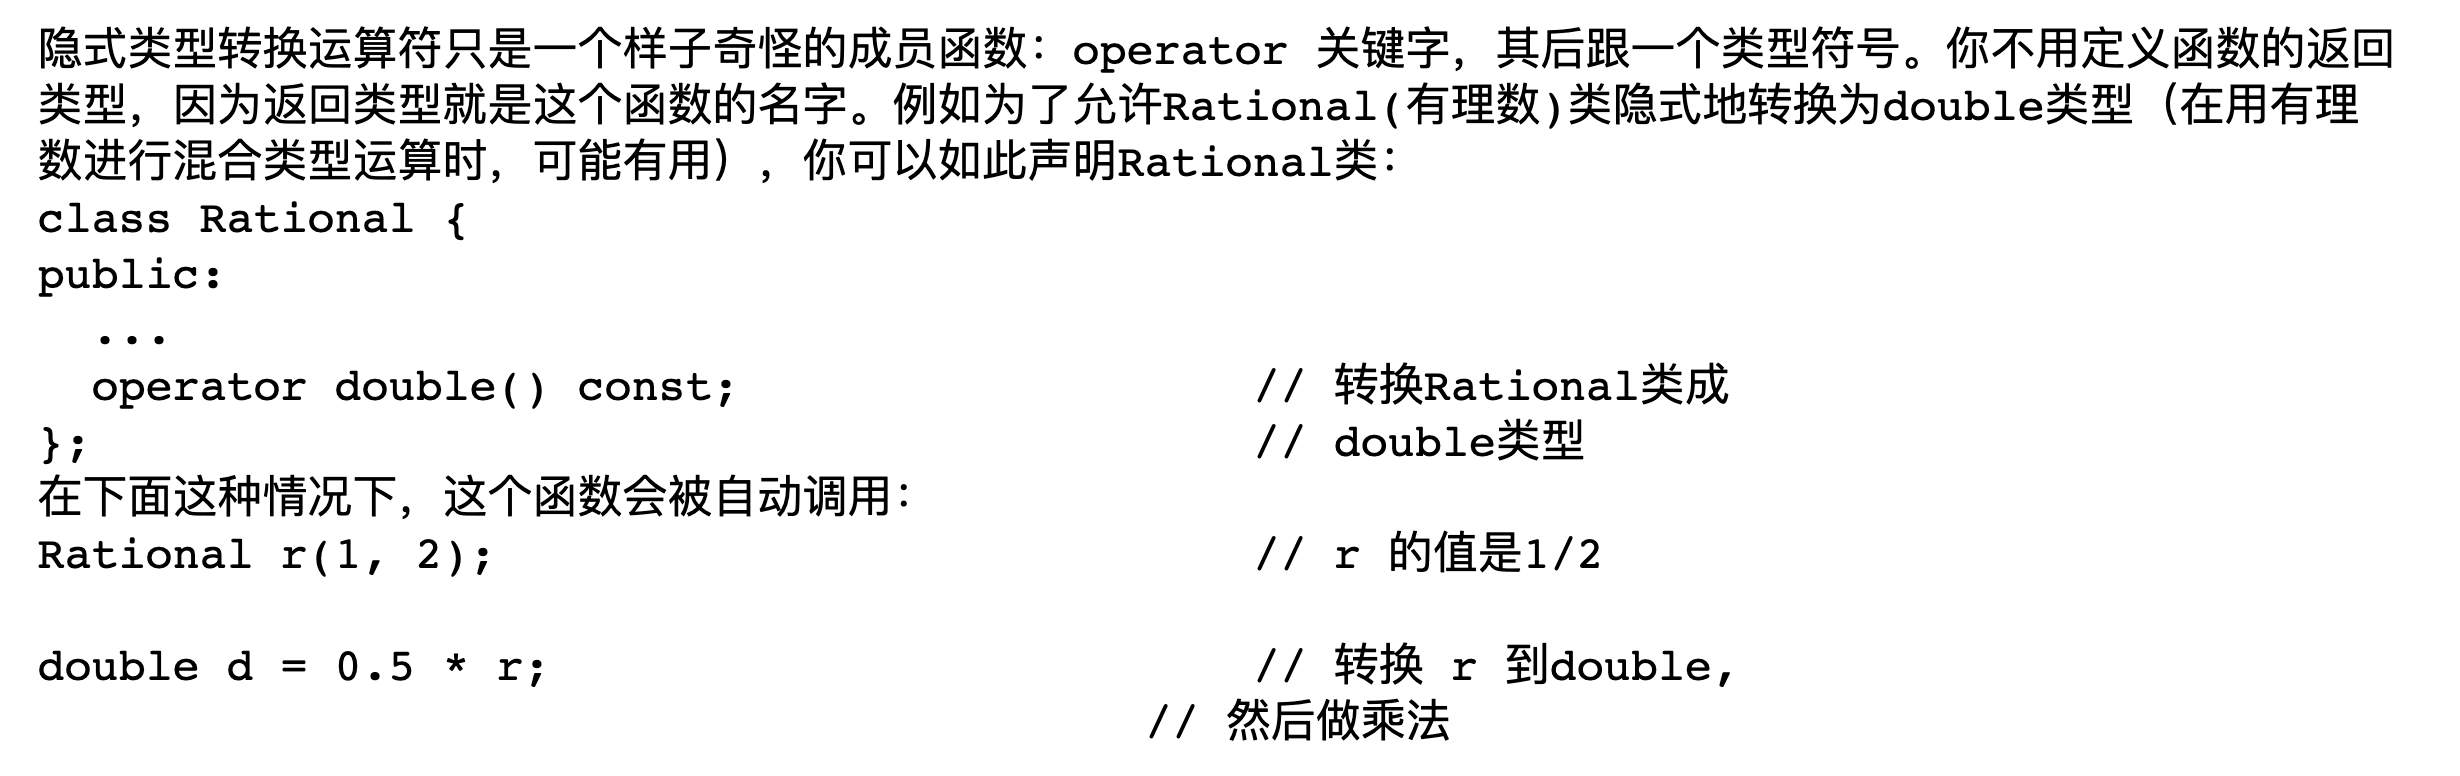 隐式类型转换运算符只是一个样子奇怪的成员函数：operator 关键字，其后跟一个类型符号。你不用定义函数的返回
类型，因为返回类型就是这个函数的名字。例如为了允许Rational(有理数)类隐式地转换为double类型（在用有理
数进行混合类型运算时，可能有用），你可以如此声明Rational类：
class Rational {
public:
  ...
  operator double() const; // 转换Rational类成
}; // double类型
在下面这种情况下，这个函数会被自动调用：
Rational r(1, 2); // r 的值是1/2
double d = 0.5 * r; // 转换 r 到double,
// 然后做乘法